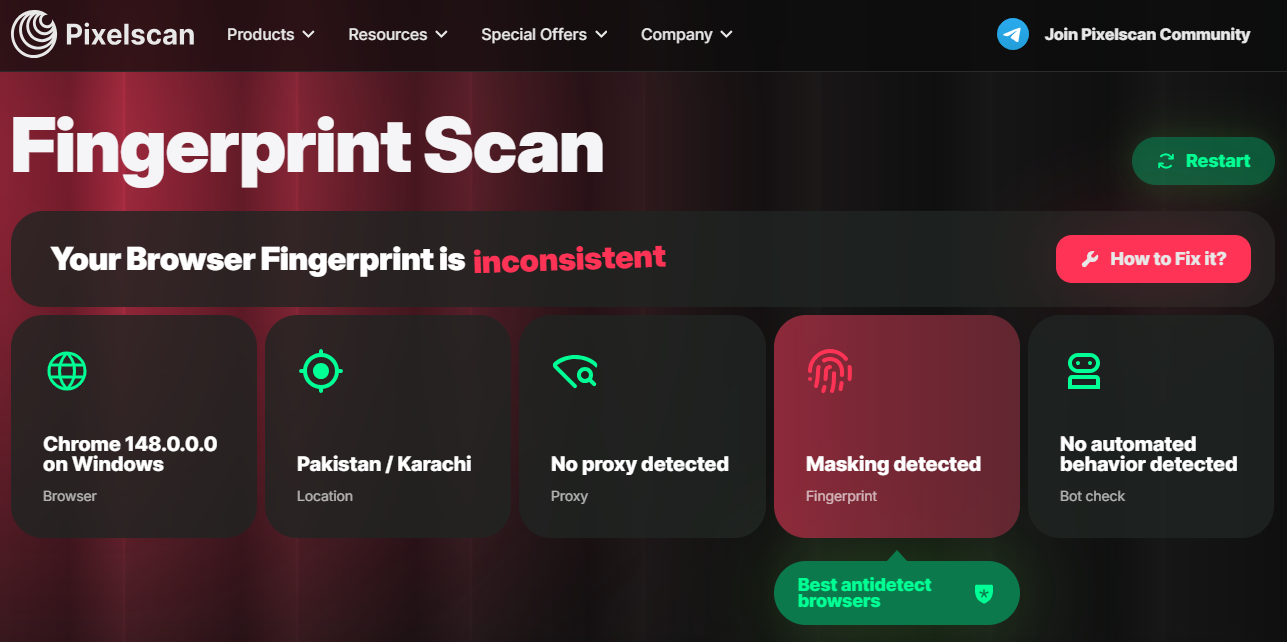 Pixelscan
Products
Resources
Special Offers
Company
Join Pixelscan Community
Fingerprint Scan
Restart
Your Browser Fingerprint is inconsistent
How to Fix it?
Chrome 148.0.0.0
on Windows
Browser
Pakistan / Karachi
Location
No proxy detected
Proxy
Masking detected
Fingerprint
No automated
behavior detected
Bot check
Best antidetect
browsers